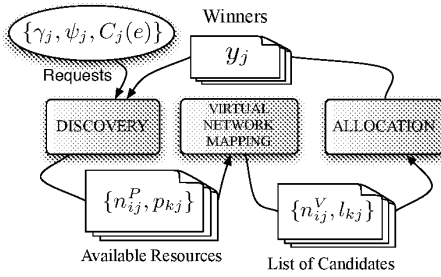 Winners
{γ_j, ψ_j, C_j(e)}
y_j
Requests
DISCOVERY
VIRTUAL
NETWORK
MAPPING
ALLOCATION
{n^P_{ij}, p_{kj}}
{n^V_{ij}, l_{kj}}
Available Resources
List of Candidates